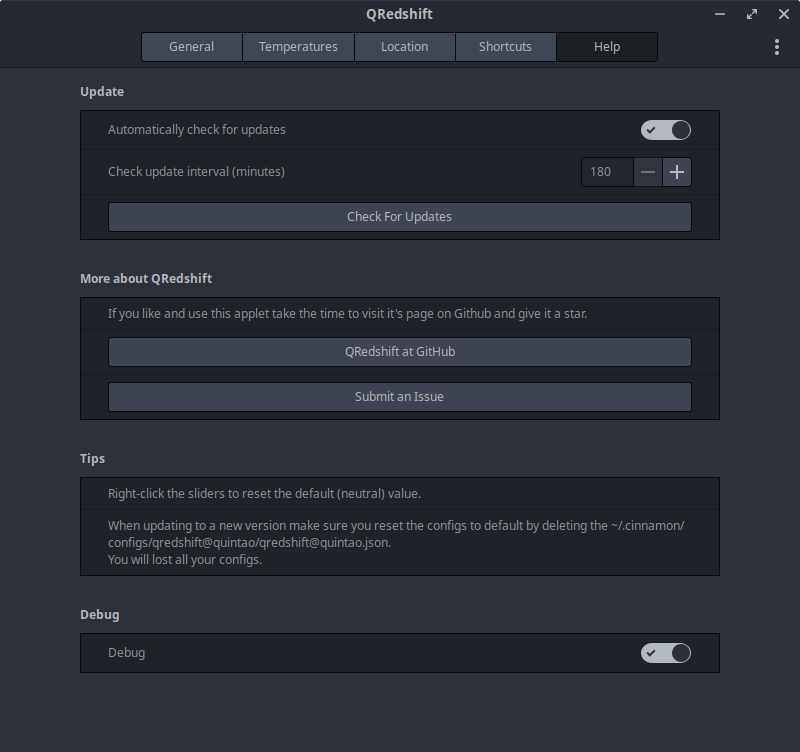 QRedshift
General
Temperatures
Location
Shortcuts
Help
Update
Automatically check for updates
Check update interval (minutes)
180
Check For Updates
More about QRedshift
If you like and use this applet take the time to visit it's page on Github and give it a star.
QRedshift at GitHub
Submit an Issue
Tips
Right-click the sliders to reset the default (neutral) value.
When updating to a new version make sure you reset the configs to default by deleting the ~/.cinnamon/
configs/qredshift@quintao/qredshift@quintao.json.
You will lost all your configs.
Debug
Debug